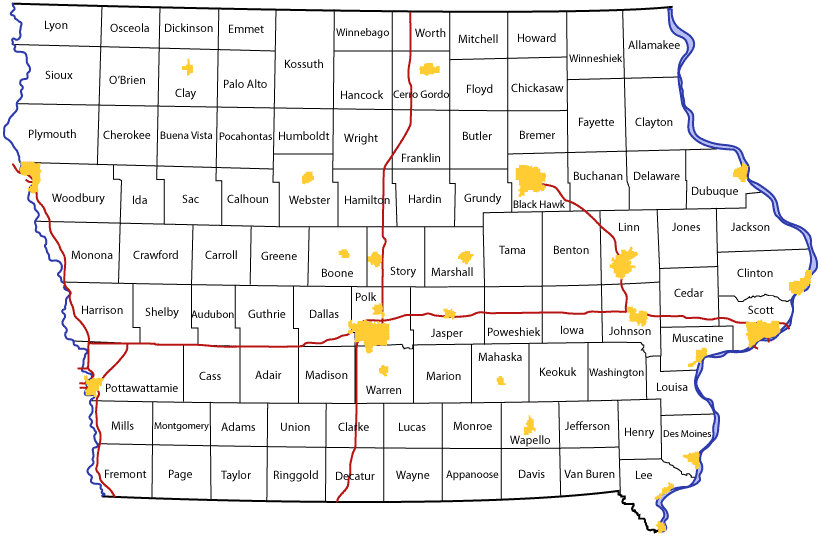 Lyon
Osceola
Dickinson
Emmet
Winnebago
Worth
Mitchell
Howard
Winneshiek
Allamakee
Sioux
O'Brien
Clay
Palo Alto
Kossuth
Hancock
Cerro Gordo
Floyd
Chickasaw
Plymouth
Cherokee
Buena Vista
Pocahontas
Humboldt
Wright
Franklin
Butler
Bremer
Fayette
Clayton
Woodbury
Ida
Sac
Calhoun
Webster
Hamilton
Hardin
Grundy
Black Hawk
Buchanan
Delaware
Dubuque
Monona
Crawford
Carroll
Greene
Boone
Story
Marshall
Tama
Benton
Linn
Jones
Jackson
Clinton
Cedar
Scott
Harrison
Shelby
Audubon
Guthrie
Dallas
Polk
Jasper
Poweshiek
Iowa
Johnson
Muscatine
Pottawattamie
Cass
Adair
Madison
Warren
Marion
Mahaska
Keokuk
Washington
Louisa
Mills
Montgomery
Adams
Union
Clarke
Lucas
Monroe
Wapello
Jefferson
Henry
Des Moines
Fremont
Page
Taylor
Ringgold
Decatur
Wayne
Appanoose
Davis
Van Buren
Lee